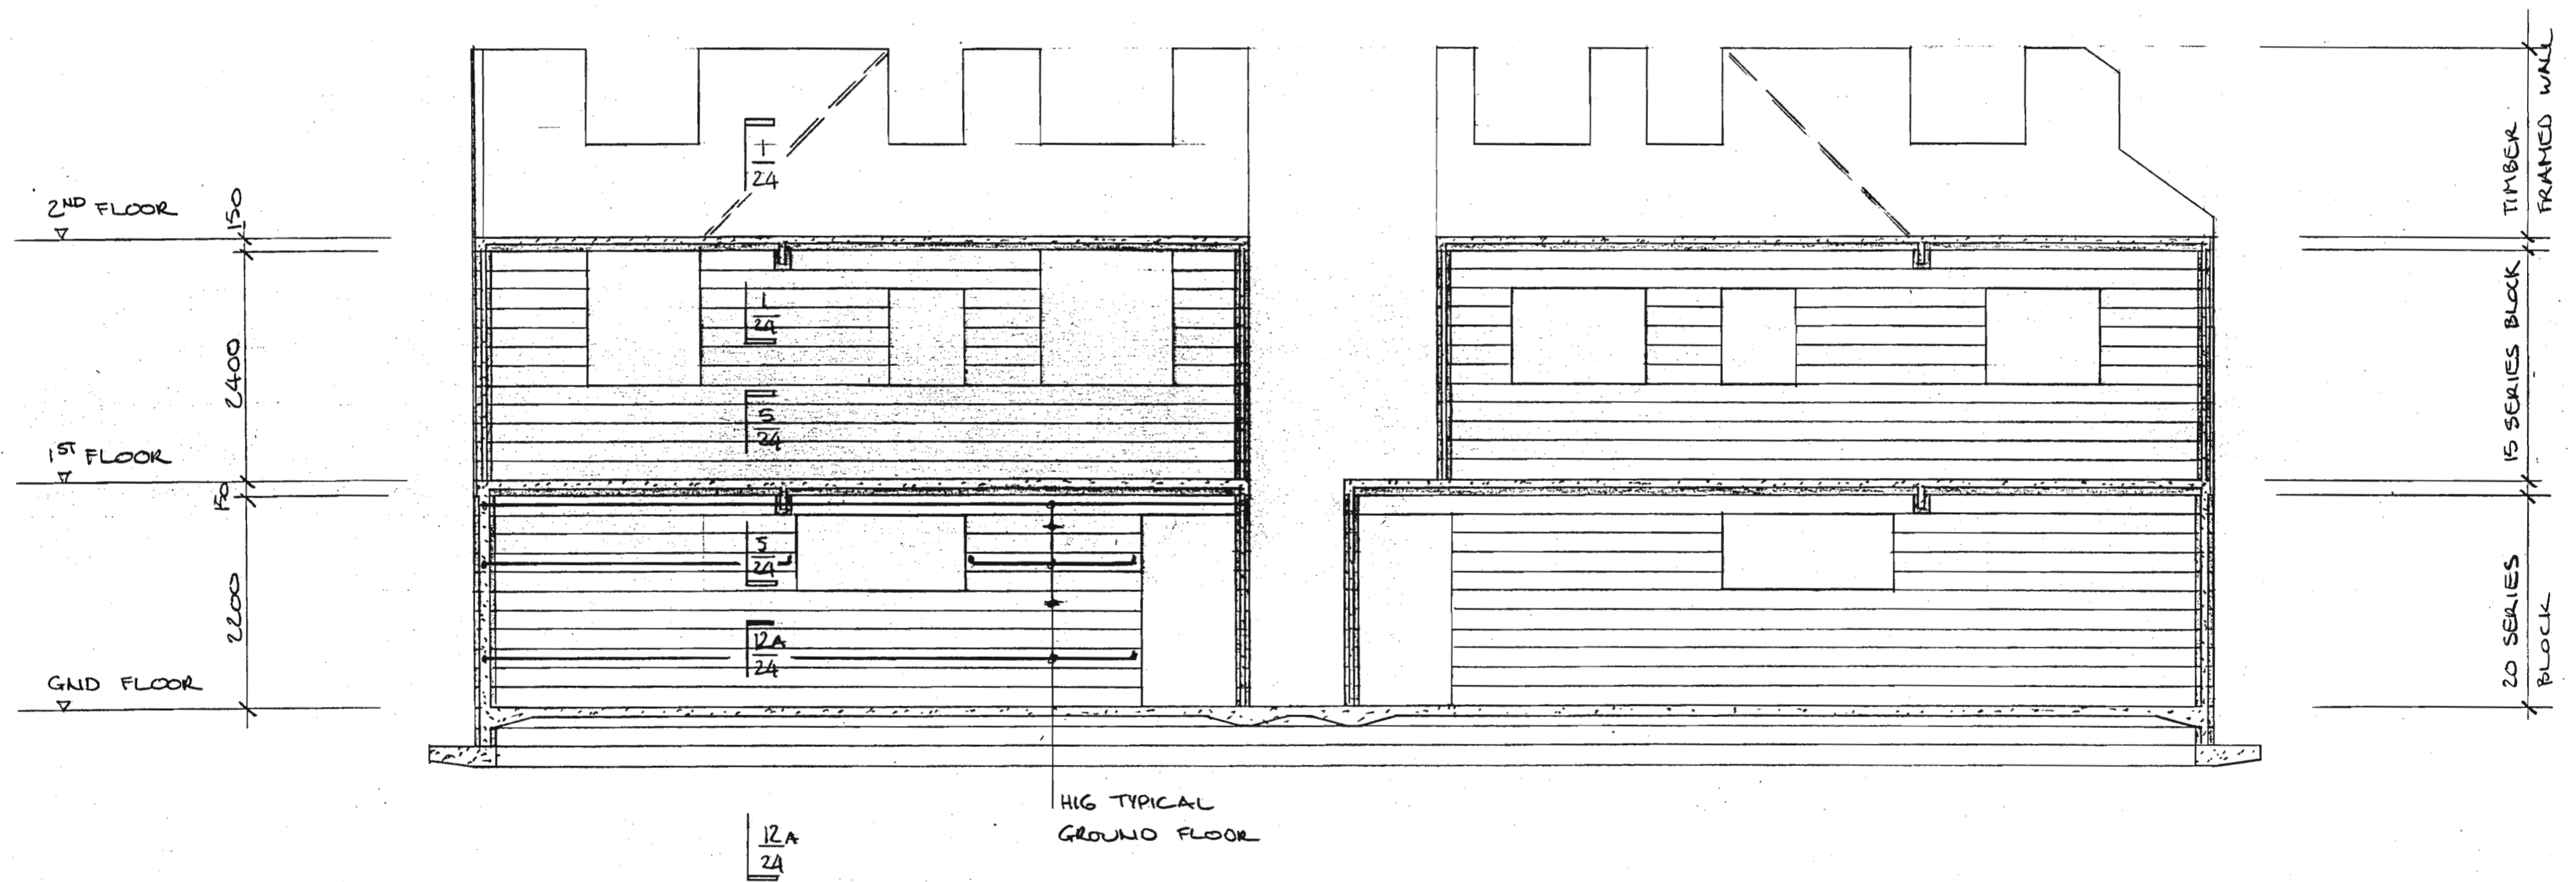 2ND FLOOR
150
2400
1ST FLOOR
150
2200
GND FLOOR
1
24
1
24
5
24
5
24
12A
24
12A
24
H16 TYPICAL
GROUND FLOOR
TIMBER
FRAMED WALL
15 SERIES BLOCK
20 SERIES
BLOCK